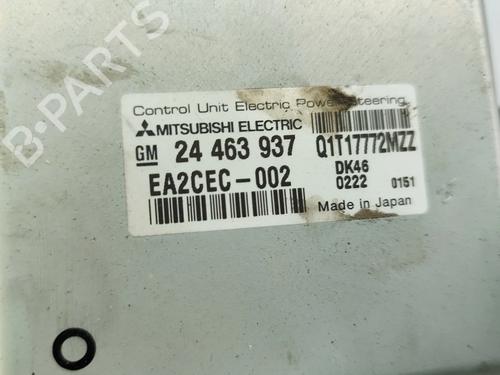 B-PARTS
Control Unit Electric Power Steering
MITSUBISHI ELECTRIC
GM 24 463 937 Q1T17772MZZ
EA2CEC-002 DK46
0222 0151
Made in Japan